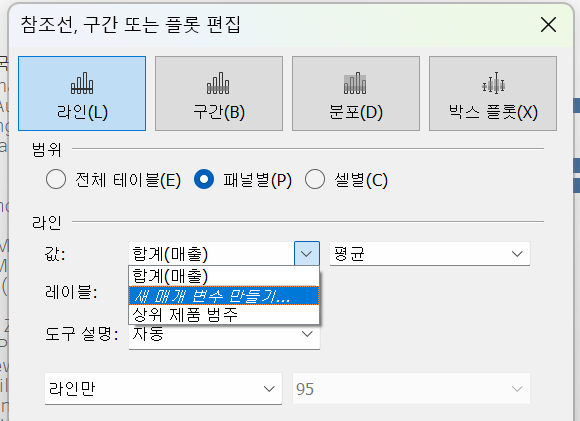 참조선, 구간 또는 플롯 편집
라인(L) 구간(B) 분포(D) 박스 플롯(X)
범위
전체 테이블(E) 패널별(P) 셀별(C)
라인
값: 합계(매출) 평균
합계(매출)
레이블: 새 매개 변수 만들기...
상위 제품 범주
도구 설명: 자동
라인만 95